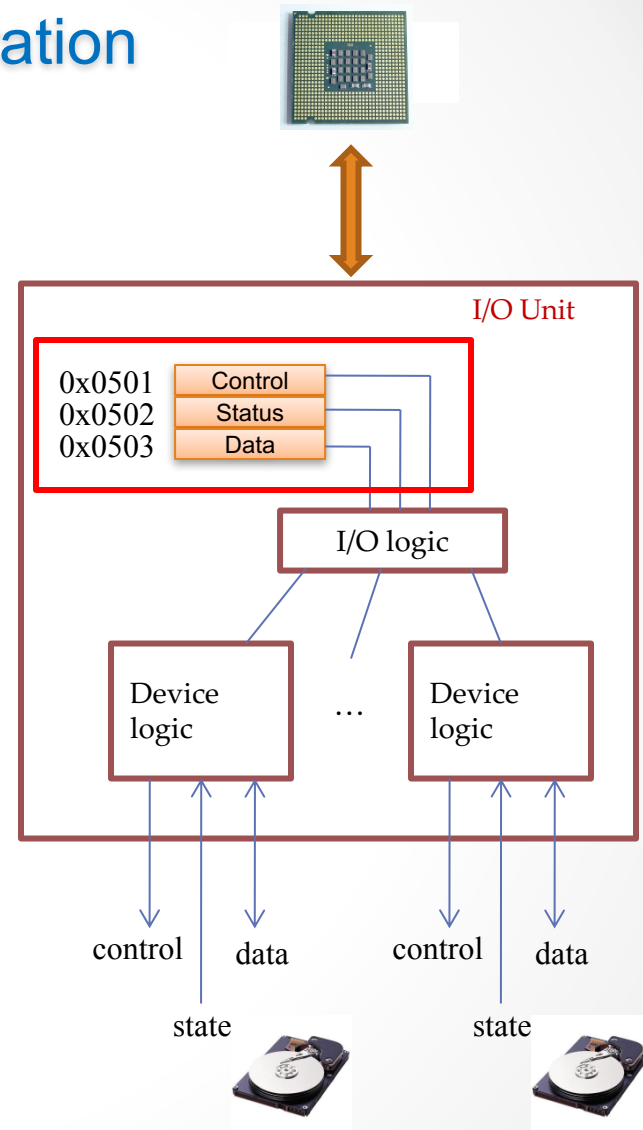 ation
I/O Unit
0x0501 Control
0x0502 Status
0x0503 Data
I/O logic
Device logic
...
Device logic
control
data
control
data
state
state